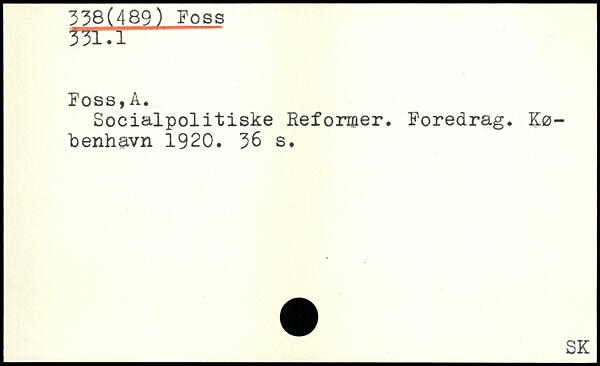 338(489) Foss
331.1
Foss,A.
Socialpolitiske Reformer. Foredrag. Kø-
benhavn 1920. 36 s.
SK